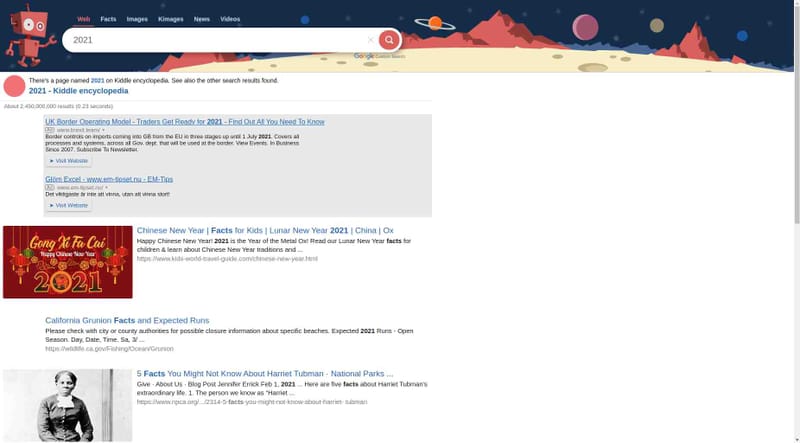 Web Facts Images Kimages News Videos
2021
Google Custom Search
There's a page named 2021 on Kiddle encyclopedia. See also the other search results found.
2021 - Kiddle encyclopedia
About 2,450,000,000 results (0.23 seconds)
UK Border Operating Model - Traders Get Ready for 2021 - Find Out All You Need To Know
Ad
Border controls on imports coming into GB from the EU in three stages up until 1 July 2021. Covers all
processes and systems, across all Gov. dept. that will be used at the border. View Events. In Business
Since 2007. Subscribe To Newsletter.
➤ Visit Website
Glöm Excel - www.em-tipset.nu - EM-Tips
Ad www.em-tipset.nu/
Det viktigaste är inte att vinna, utan att vinna stort!
➤ Visit Website
Gong Xi Fa Cai
Happy Chinese New Year
2021
Chinese New Year | Facts for Kids | Lunar New Year 2021 | China | Ox
Happy Chinese New Year! 2021 is the Year of the Metal Ox! Read our Lunar New Year facts for
children & learn about Chinese New Year traditions and ...
https://www.kids-world-travel-guide.com/chinese-new-year.html
California Grunion Facts and Expected Runs
Please check with city or county authorities for possible closure information about specific beaches. Expected 2021 Runs - Open
Season. Day, Date, Time. Sa, 3/ ...
https://wildlife.ca.gov/Fishing/Ocean/Grunion
5 Facts You Might Not Know About Harriet Tubman · National Parks ...
Give · About Us · Blog Post Jennifer Errick Feb 1, 2021 ... Here are five facts about Harriet Tubman's
extraordinary life. 1. The person we know as "Harriet ...
https://www.npca.org/.../2314-5-facts-you-might-not-know-about-harriet- tubman